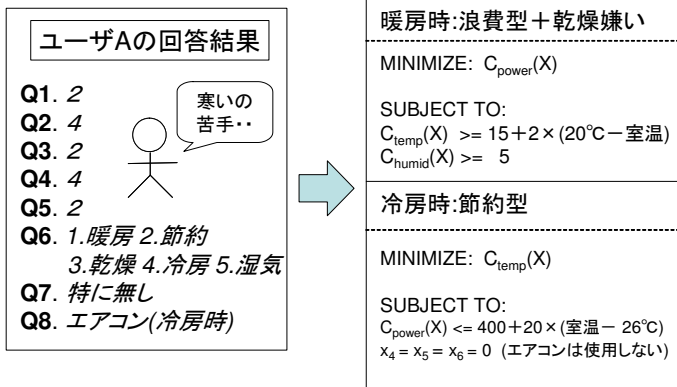 ユーザAの回答結果
Q1. 2
Q2. 4
Q3. 2
Q4. 4
Q5. 2
Q6. 1.暖房 2.節約
3.乾燥 4.冷房 5.湿気
Q7. 特に無し
Q8. エアコン(冷房時)
寒いの
苦手・・
暖房時:浪費型＋乾燥嫌い
MINIMIZE: Cpower(X)
SUBJECT TO:
Ctemp(X) >= 15＋2×(20℃－室温)
Chumid(X) >= 5
冷房時:節約型
MINIMIZE: Ctemp(X)
SUBJECT TO:
Cpower(X) <= 400＋20×(室温－ 26℃)
x4 = x5 = x6 = 0 (エアコンは使用しない)